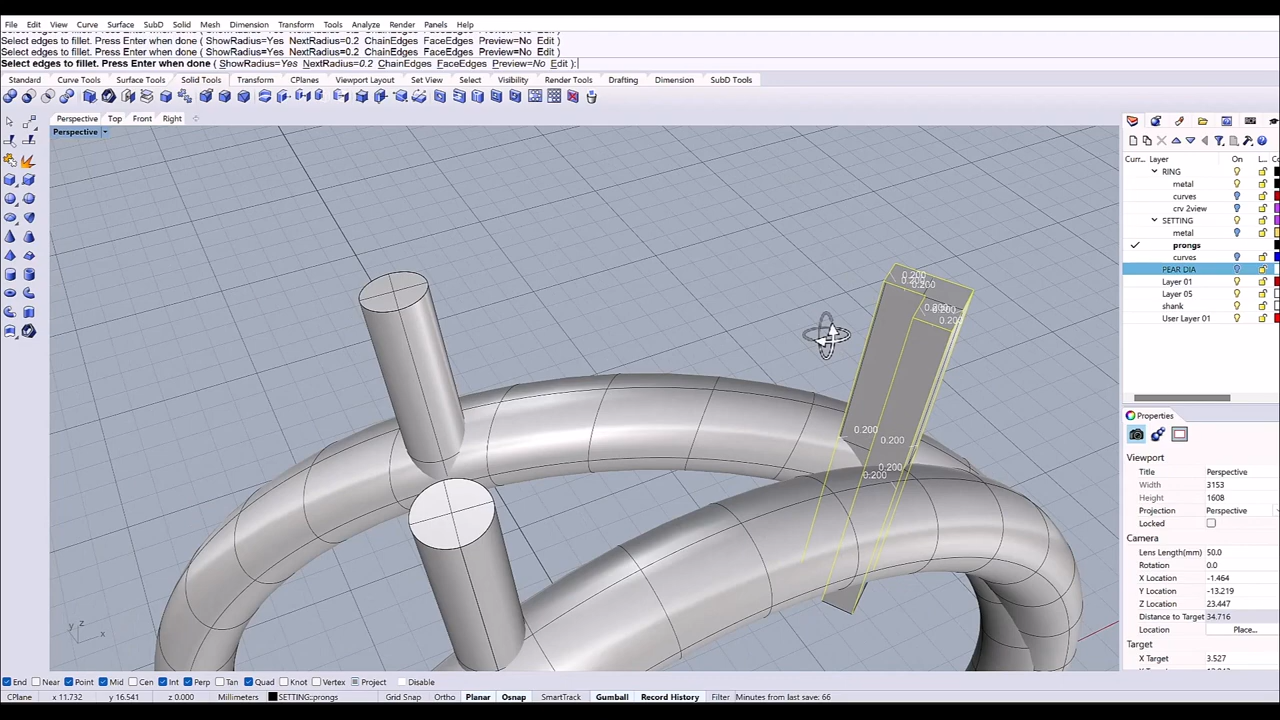 File Edit View Curve Surface SubD Solid Mesh Dimension Transform Tools Analyze Render Panels Help
Select edges to fillet. Press Enter when done ( ShowRadius=Yes NextRadius=0.2 ChainEdges FaceEdges Preview=No Edit )
Select edges to fillet. Press Enter when done ( ShowRadius=Yes NextRadius=0.2 ChainEdges FaceEdges Preview=No Edit )
Select edges to fillet. Press Enter when done ( ShowRadius=Yes NextRadius=0.2 ChainEdges FaceEdges Preview=No Edit ):
Standard Curve Tools Surface Tools Solid Tools Transform CPlanes Viewport Layout Set View Select Visibility Render Tools Drafting Dimension SubD Tools
Perspective Top Front Right
Perspective
Curr... Layer On L...
RING
metal
curves
crv 2view
SETTING
metal
prongs
curves
PEAR DIA
Layer 01
Layer 05
shank
User Layer 01
0.200
0.200
0.200
0.200
0.200
0.200
0.200
0.200
0.200
Properties
Viewport
Title Perspective
Width 3153
Height 1608
Projection Perspective
Locked
Camera
Lens Length(mm) 50.0
Rotation 0.0
X Location -1.464
Y Location -13.219
Z Location 23.447
Distance to Target 34.716
Location Place...
Target
X Target 3.527
z
y
x
End Near Point Mid Cen Int Perp Tan Quad Knot Vertex Project Disable
CPlane x 11.732 y 16.541 z 0.000 Millimeters SETTING::prongs Grid Snap Ortho Planar Osnap SmartTrack Gumball Record History Filter Minutes from last save: 66